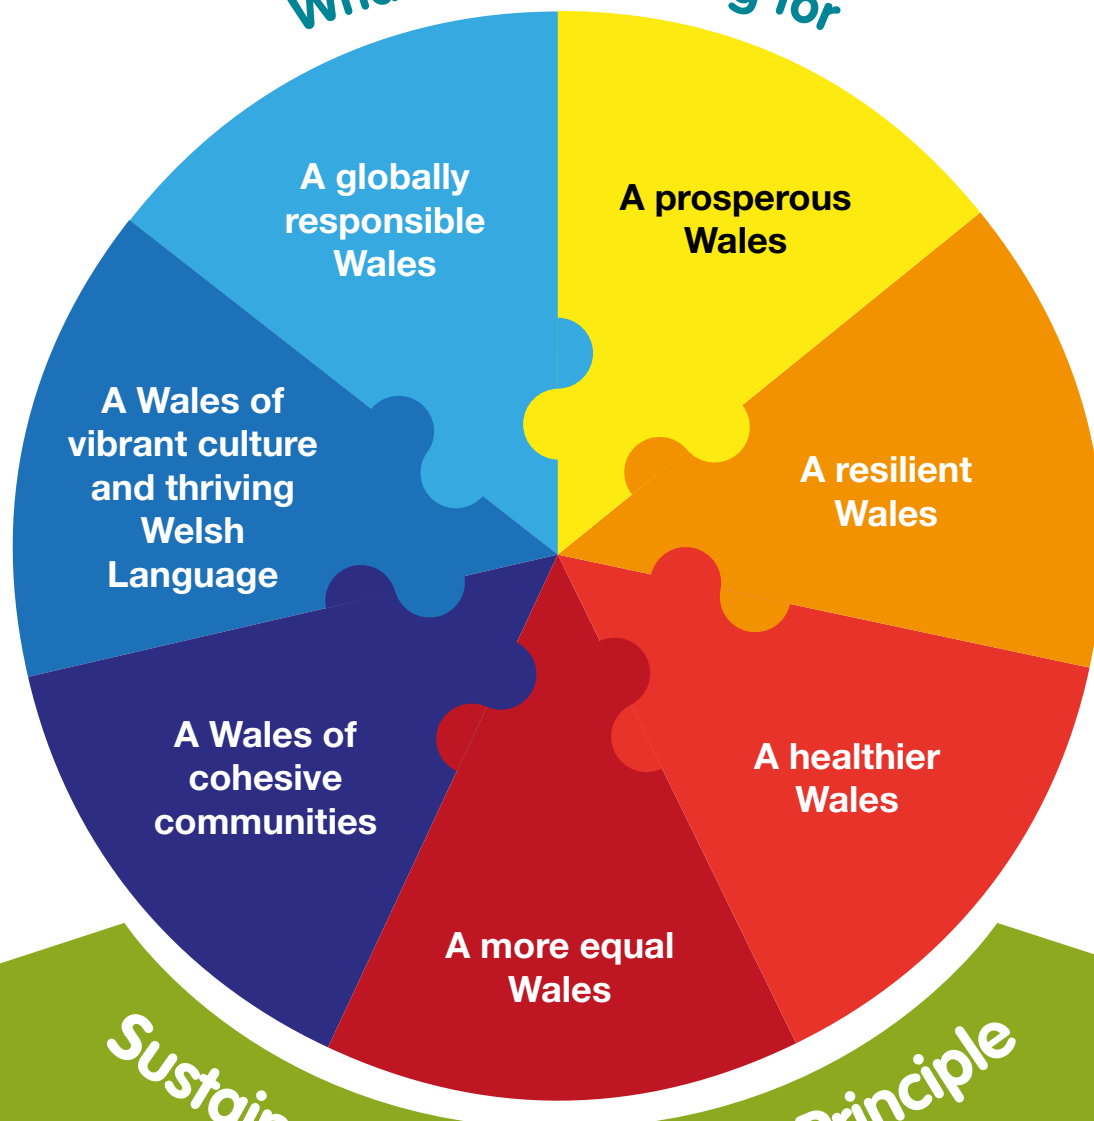 for
A globally
responsible
Wales
A prosperous
Wales
A Wales of
vibrant culture
and thriving
Welsh
Language
A resilient
Wales
A Wales of
cohesive
communities
A healthier
Wales
A more equal
Wales
Principle